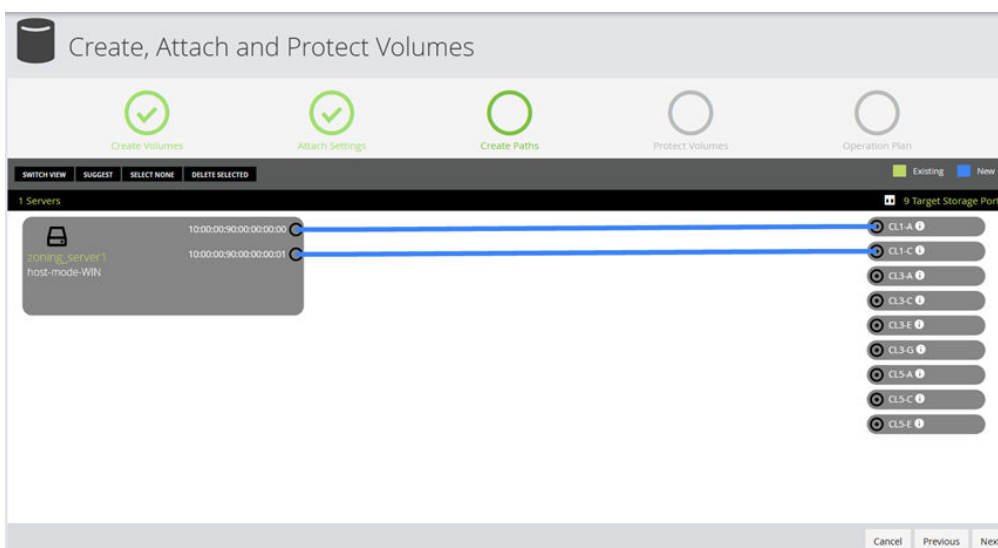 Create, Attach and Protect Volumes
Create Volumes
Attach Settings
Create Paths
Protect Volumes
Operation Plan
SWITCH VIEW
SUGGEST
SELECT NONE
DELETE SELECTED
Existing
New
1 Servers
9 Target Storage Port
zoning_server1
host-mode-WIN
10:00:00:90:00:00:00:00
10:00:00:90:00:00:00:01
CL1-A
CL1-C
CL3-A
CL3-C
CL3-E
CL3-G
CL5-A
CL5-C
CL5-E
Cancel
Previous
Next